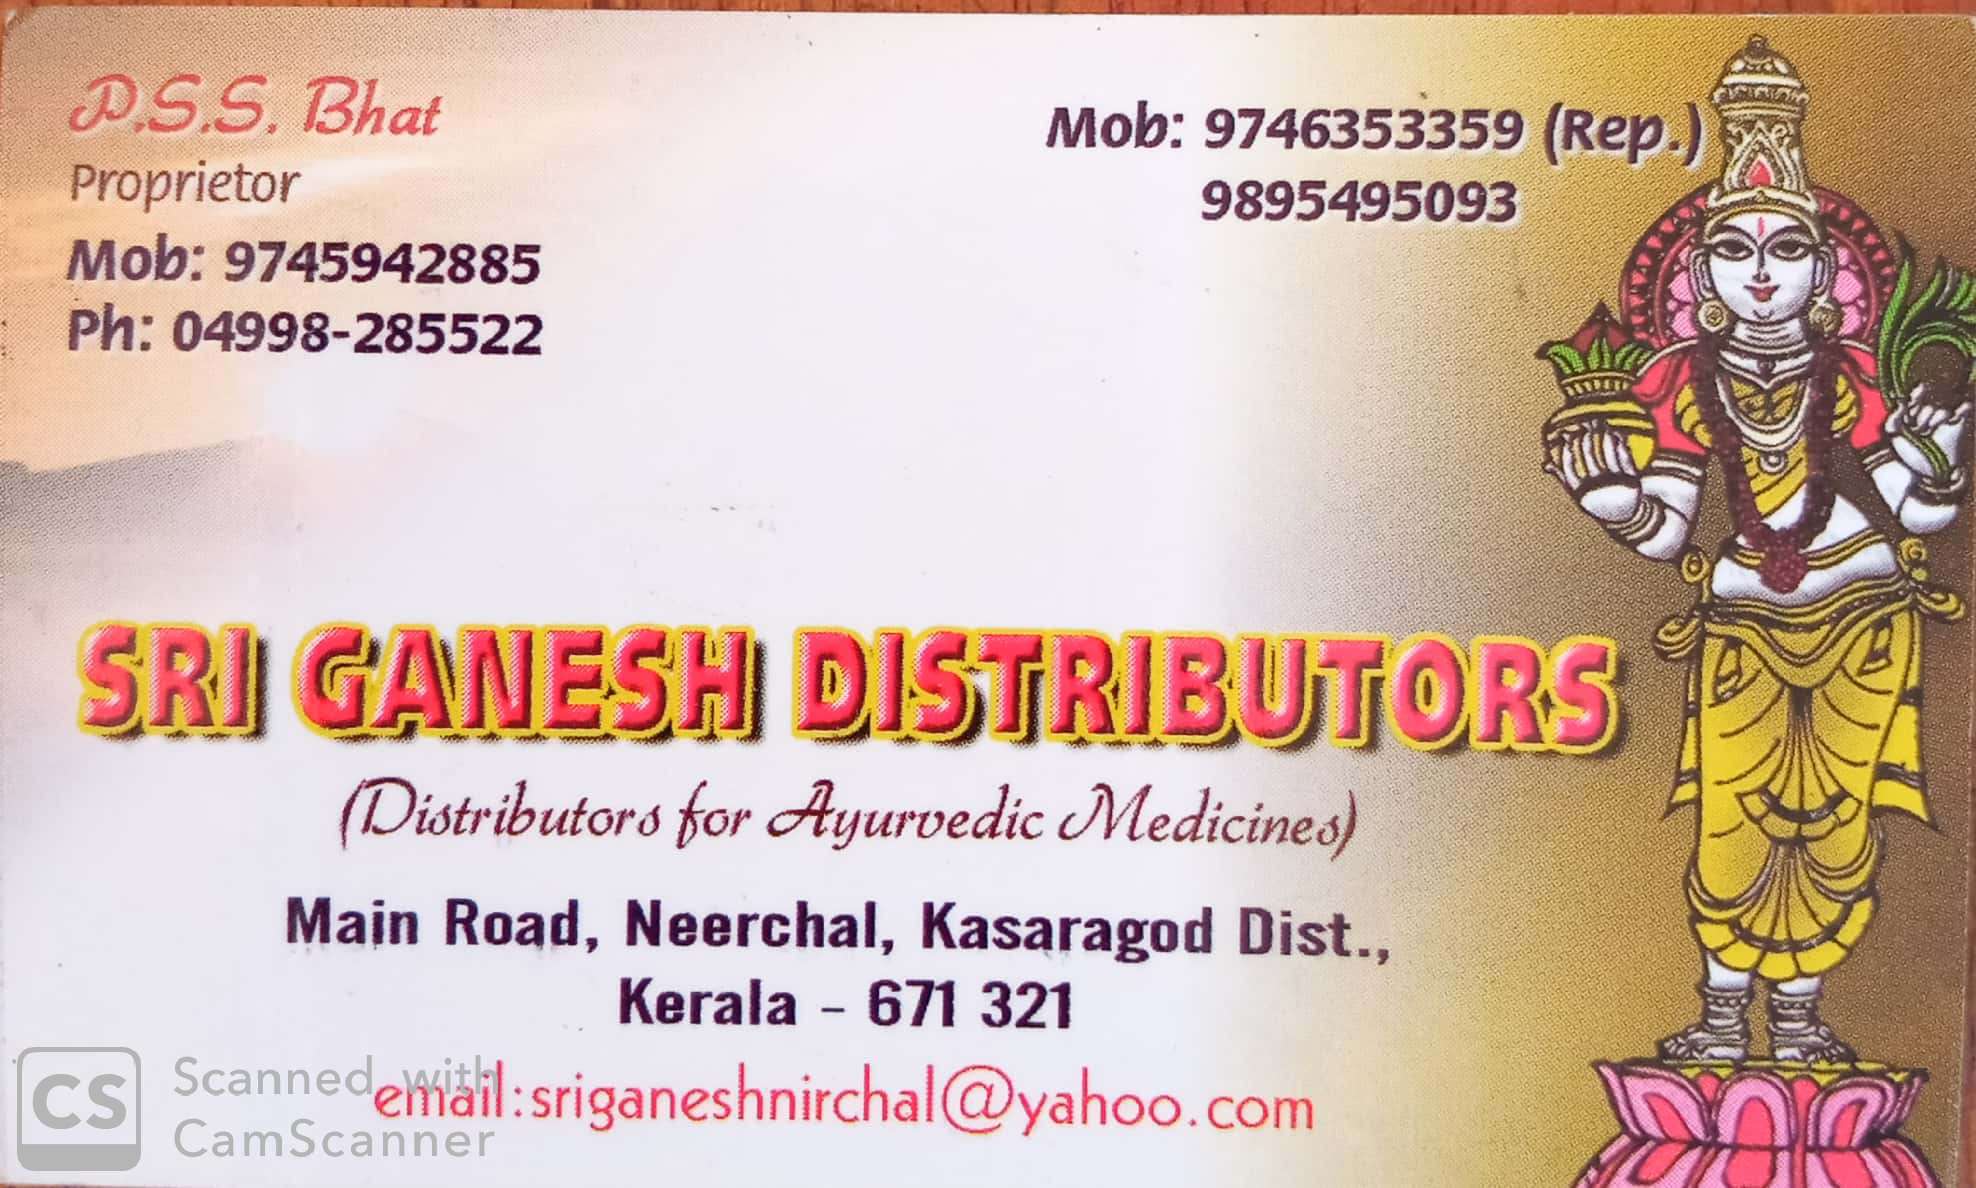 P.S.S. Bhat
Proprietor
Mob: 9745942885
Ph: 04998-285522
Mob: 9746353359 (Rep.)
9895495093
SRI GANESH DISTRIBUTORS
(Distributors for Ayurvedic Medicines)
Main Road, Neerchal, Kasaragod Dist.,
Kerala - 671 321
email:sriganeshnirchal@yahoo.com
CS
Scanned with
CamScanner